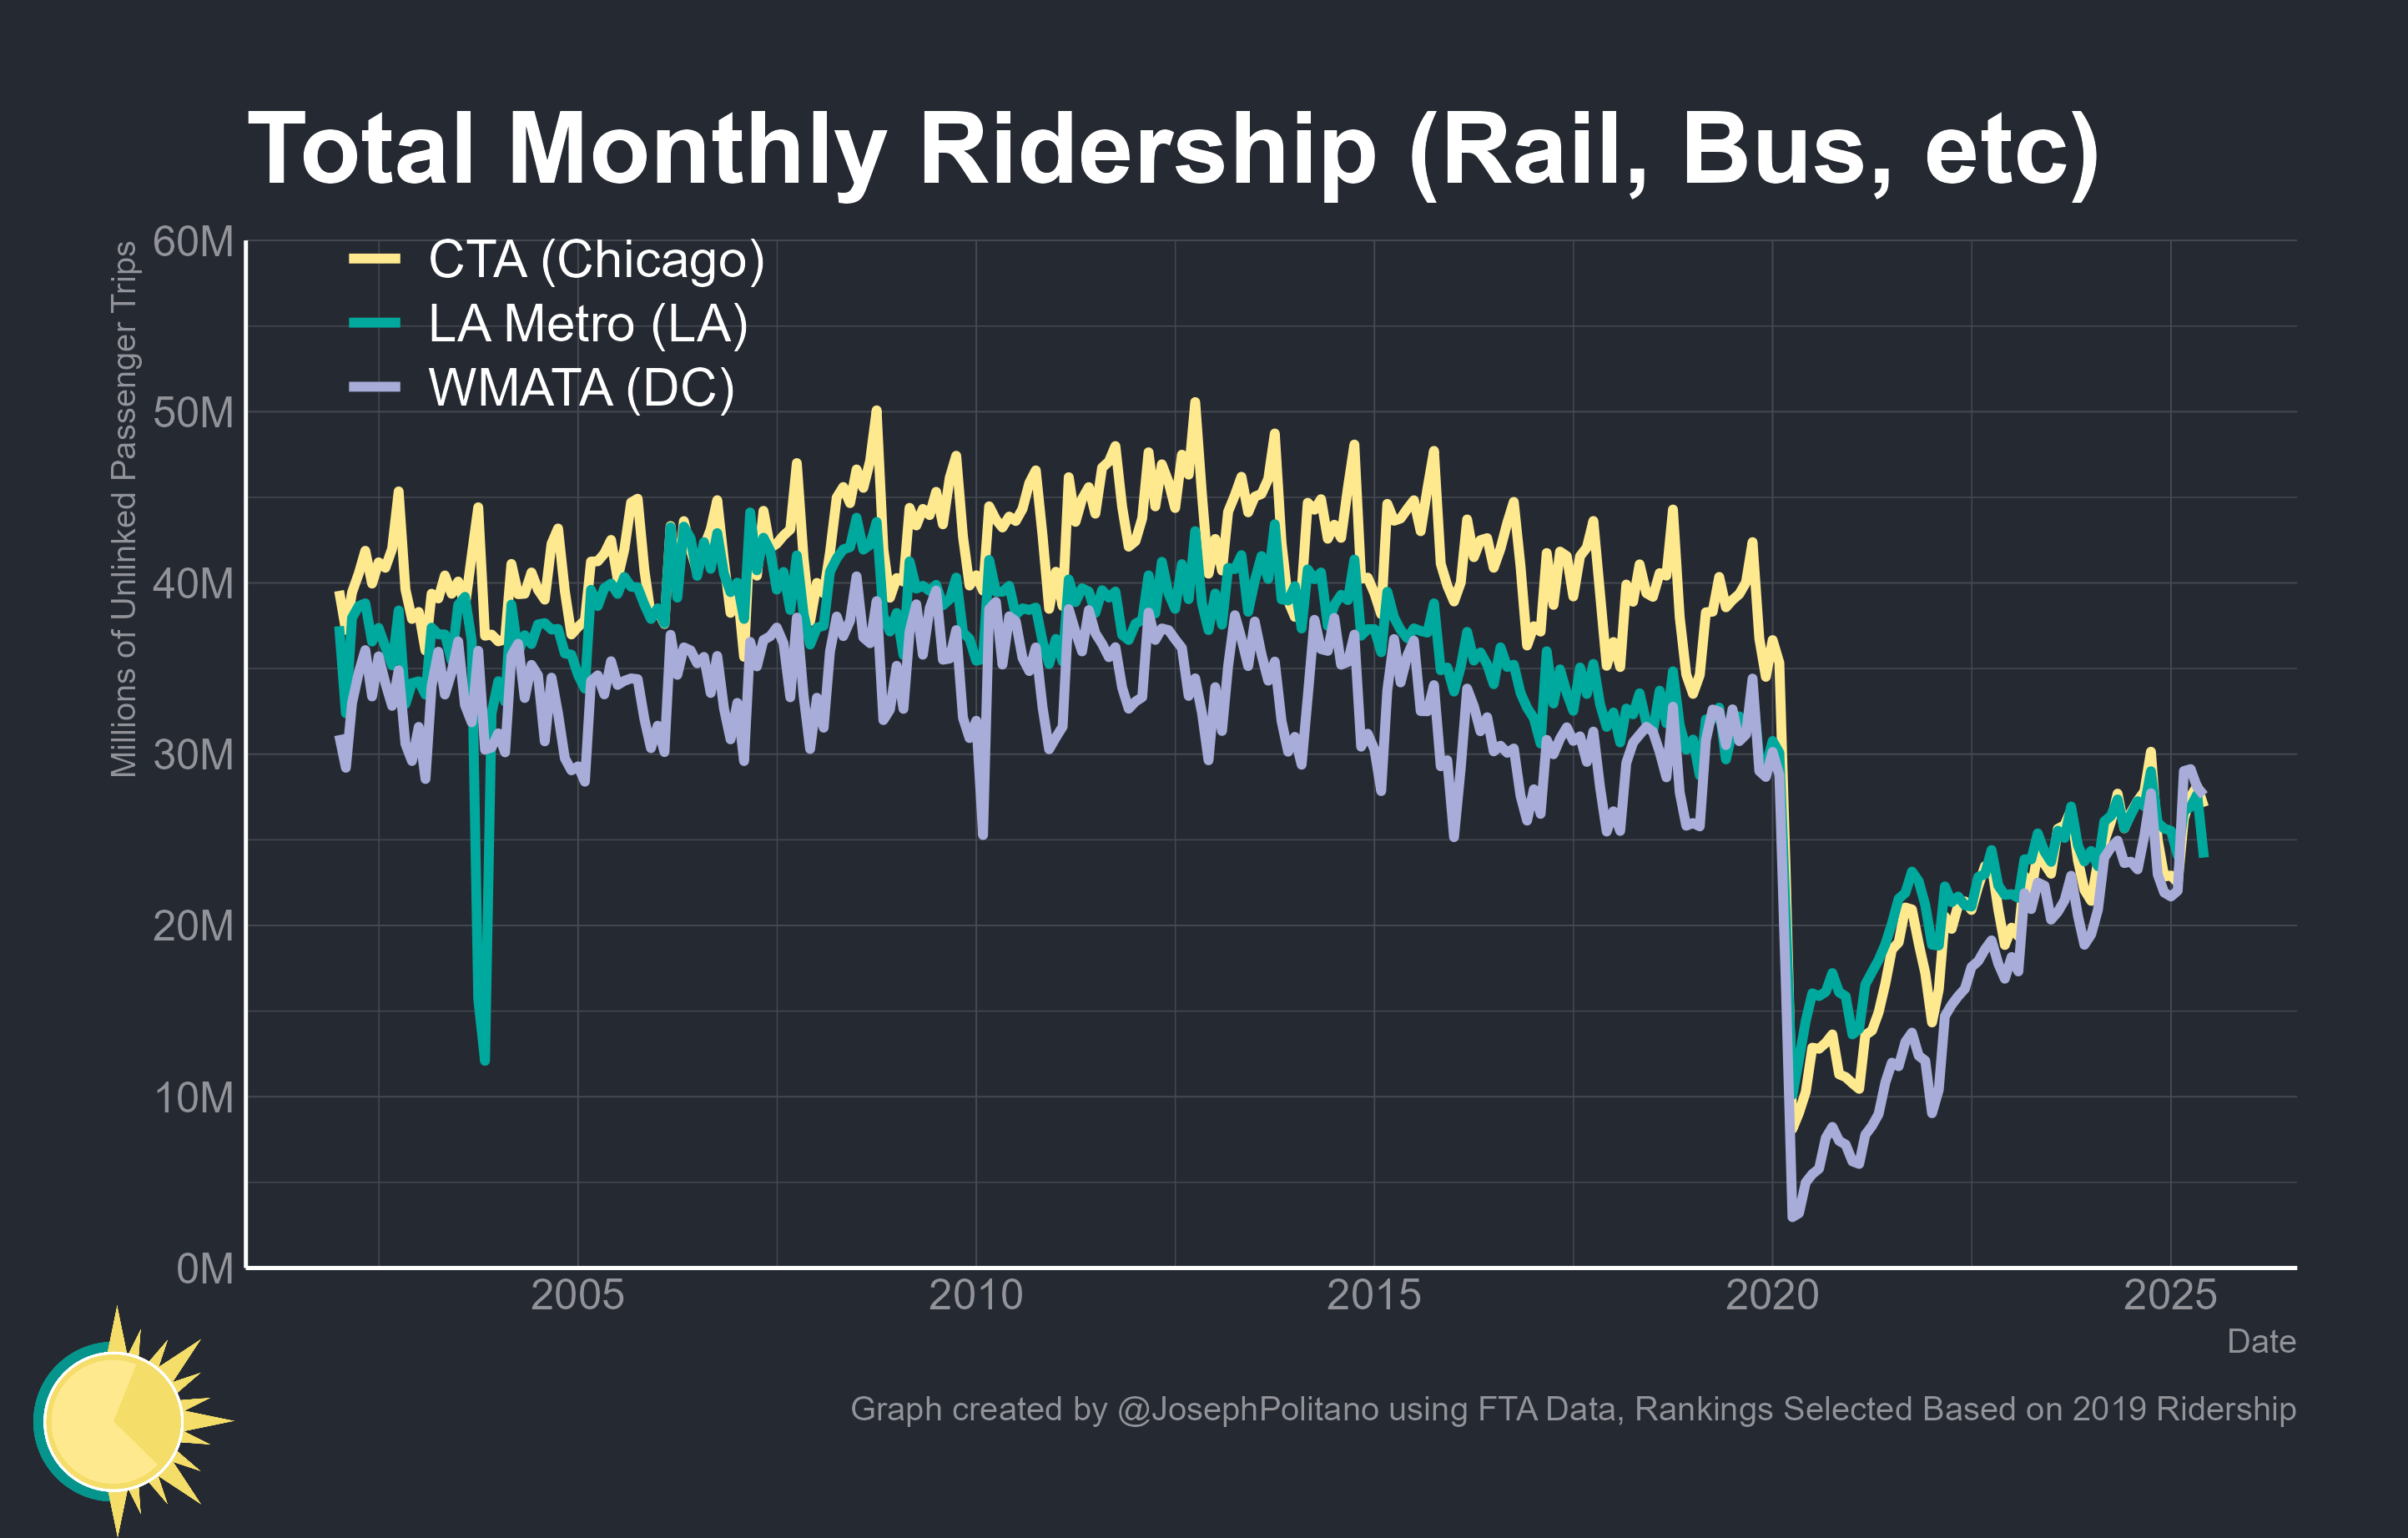 Total Monthly Ridership (Rail, Bus, etc)
Millions of Unlinked Passenger Trips
60M
50M
40M
30M
20M
10M
0M
CTA (Chicago)
LA Metro (LA)
WMATA (DC)
2005
2010
2015
2020
2025
Date
Graph created by @JosephPolitano using FTA Data, Rankings Selected Based on 2019 Ridership